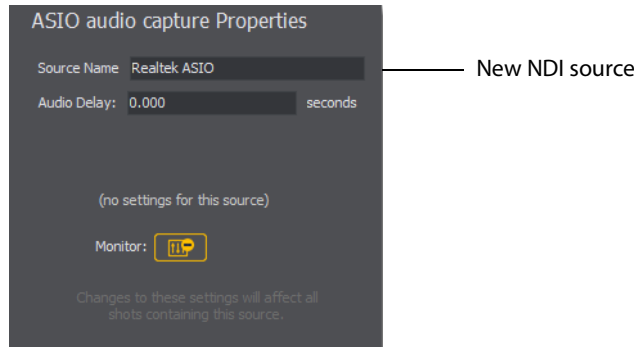 ASIO audio capture Properties
Source Name Realtek ASIO
New NDI source
Audio Delay: 0.000 seconds
(no settings for this source)
Monitor:
Changes to these settings will affect all
shots containing this source.